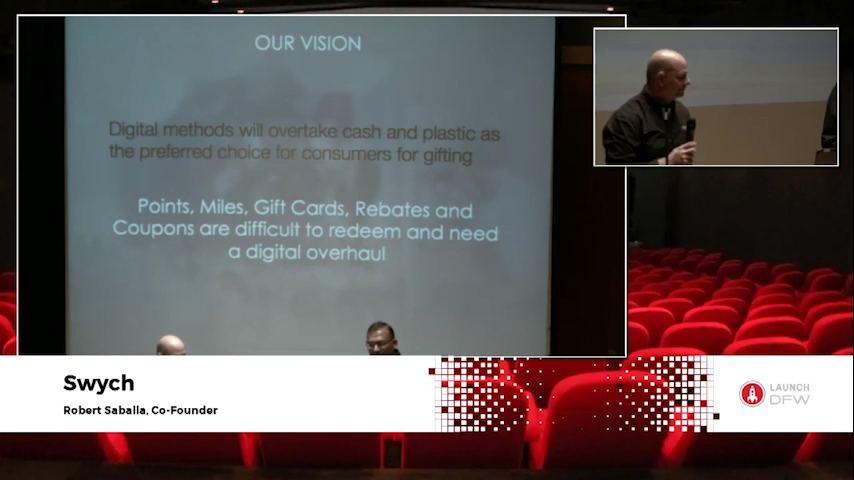 OUR VISION
Digital methods will overtake cash and plastic as
the preferred choice for consumers for gifting
Points, Miles, Gift Cards, Rebates and
Coupons are difficult to redeem and need
a digital overhaul
Swych
Robert Saballa, Co-Founder
LAUNCH
DFW